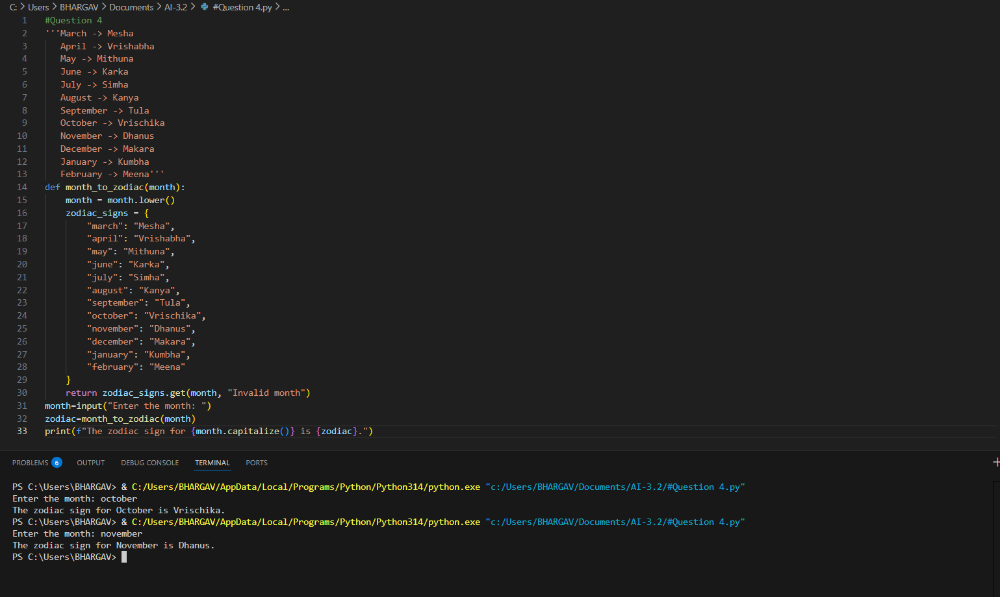 C: > Users > BHARGAV > Documents > AI-3.2 > #Question 4.py > ...
1 #Question 4
2 '''March -> Mesha
3    April -> Vrishabha
4    May -> Mithuna
5    June -> Karka
6    July -> Simha
7    August -> Kanya
8    September -> Tula
9    October -> Vrischika
10    November -> Dhanus
11    December -> Makara
12    January -> Kumbha
13    February -> Meena'''
14 def month_to_zodiac(month):
15     month = month.lower()
16     zodiac_signs = {
17         "march": "Mesha",
18         "april": "Vrishabha",
19         "may": "Mithuna",
20         "june": "Karka",
21         "july": "Simha",
22         "august": "Kanya",
23         "september": "Tula",
24         "october": "Vrischika",
25         "november": "Dhanus",
26         "december": "Makara",
27         "january": "Kumbha",
28         "february": "Meena"
29     }
30     return zodiac_signs.get(month, "Invalid month")
31 month=input("Enter the month: ")
32 zodiac=month_to_zodiac(month)
33 print(f"The zodiac sign for {month.capitalize()} is {zodiac}.")
PROBLEMS 6 OUTPUT DEBUG CONSOLE TERMINAL PORTS
PS C:\Users\BHARGAV> & C:/Users/BHARGAV/AppData/Local/Programs/Python/Python314/python.exe "c:/Users/BHARGAV/Documents/AI-3.2/#Question 4.py"
Enter the month: october
The zodiac sign for October is Vrischika.
PS C:\Users\BHARGAV> & C:/Users/BHARGAV/AppData/Local/Programs/Python/Python314/python.exe "c:/Users/BHARGAV/Documents/AI-3.2/#Question 4.py"
Enter the month: november
The zodiac sign for November is Dhanus.
PS C:\Users\BHARGAV>